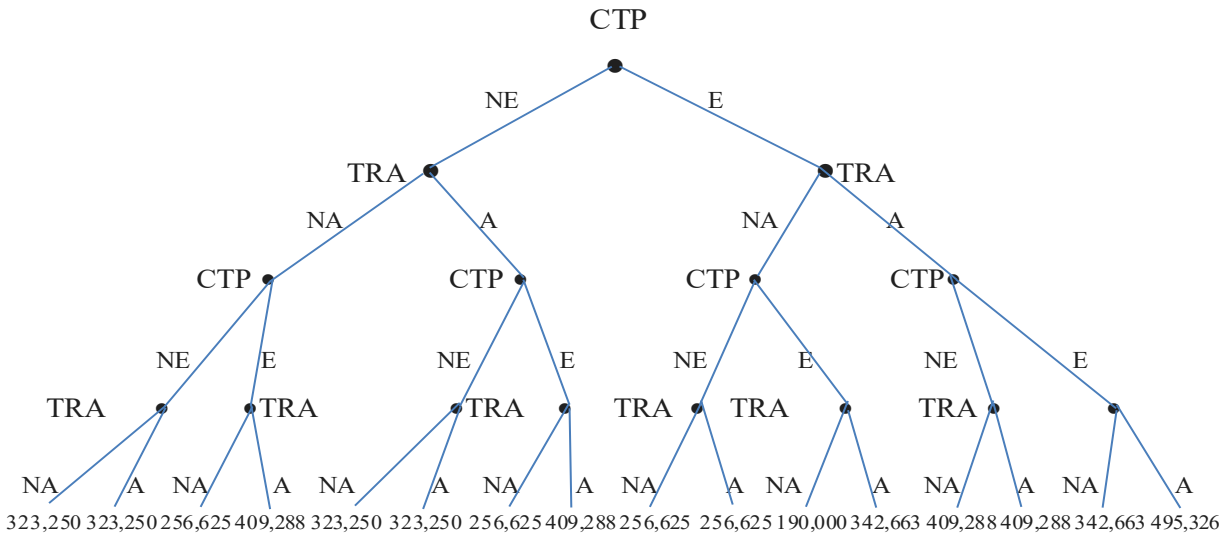 CTP
NE E
TRA TRA
NA A NA A
CTP CTP CTP CTP
NE E NE E NE E NE E
TRA TRA TRA TRA TRA TRA
NA A NA A NA A NA A NA A NA A NA A NA A
323,250 323,250 256,625 409,288 323,250 323,250 256,625 409,288 256,625 256,625 190,000 342,663 409,288 409,288 342,663 495,326